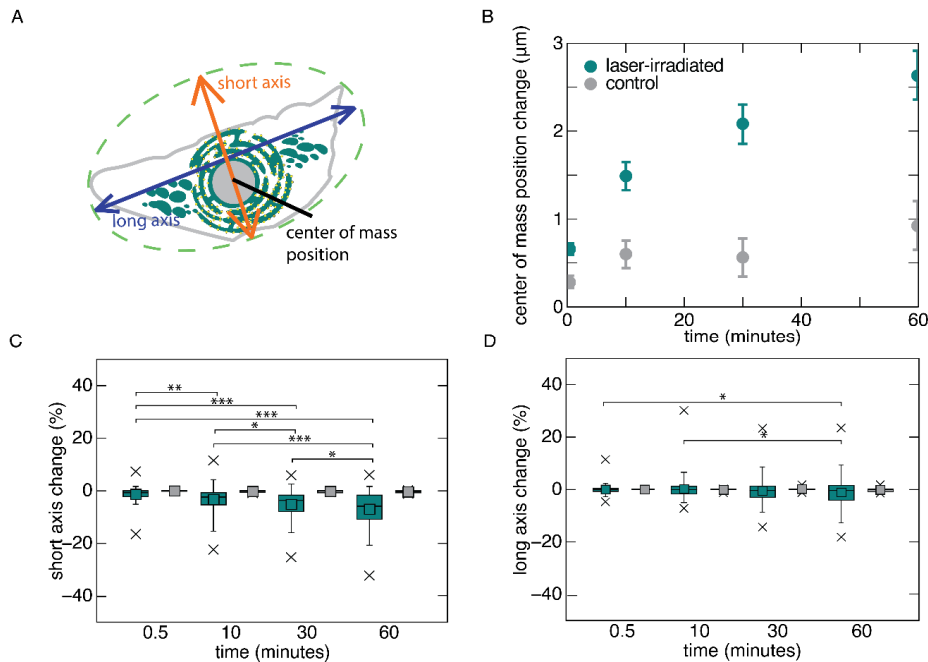 A
short axis
long axis
center of mass
position
B
center of mass position change (µm)
3
2
1
0
laser-irradiated
control
0
20
40
60
time (minutes)
C
short axis change (%)
40
20
0
−20
−40
**
***
***
*
***
*
0.5
10
30
60
time (minutes)
D
long axis change (%)
40
20
0
−20
−40
*
*
0.5
10
30
60
time (minutes)